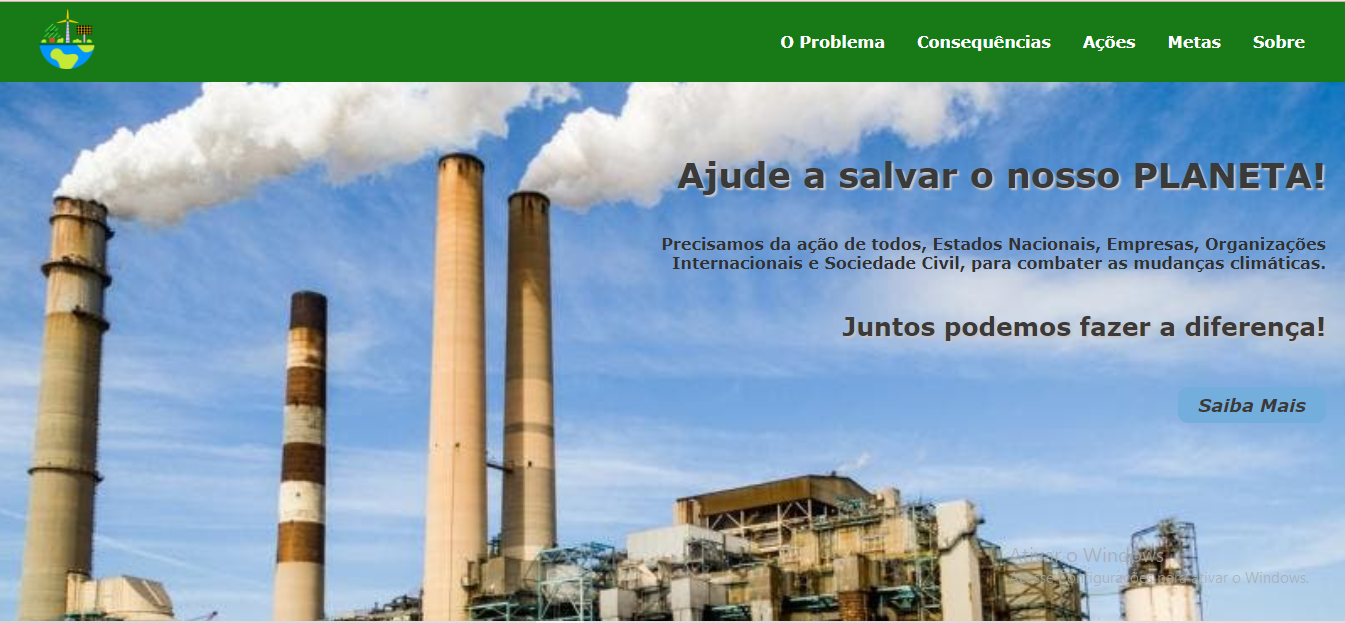 O Problema Consequências Ações Metas Sobre
Ajude a salvar o nosso PLANETA!
Precisamos da ação de todos, Estados Nacionais, Empresas, Organizações
Internacionais e Sociedade Civil, para combater as mudanças climáticas.
Juntos podemos fazer a diferença!
Saiba Mais
Ativar o Windows
Acesse Configurações para ativar o Windows.